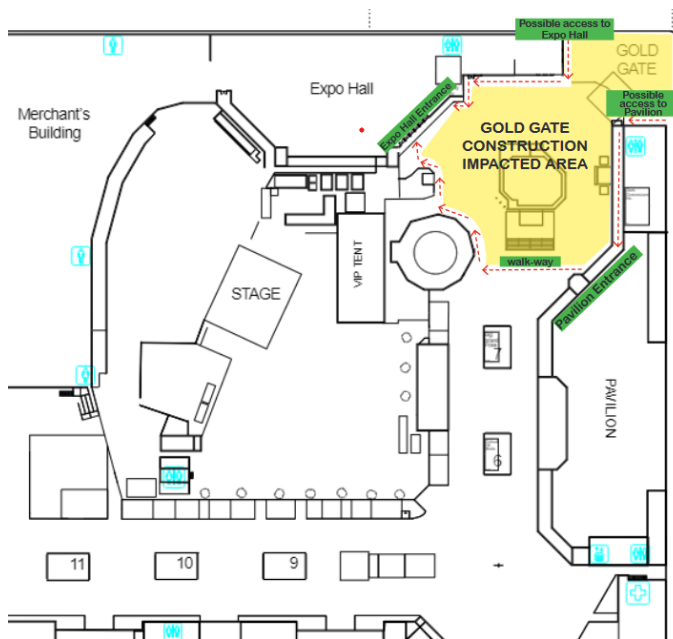 Possible access to
Expo Hall
GOLD
GATE
Expo Hall
Merchant's
Building
Expo Hall Entrance
Possible
access to
Pavilion
GOLD GATE
CONSTRUCTION
IMPACTED AREA
VIP TENT
STAGE
walk-way
Pavilion Entrance
7
PAVILION
6
11
10
9